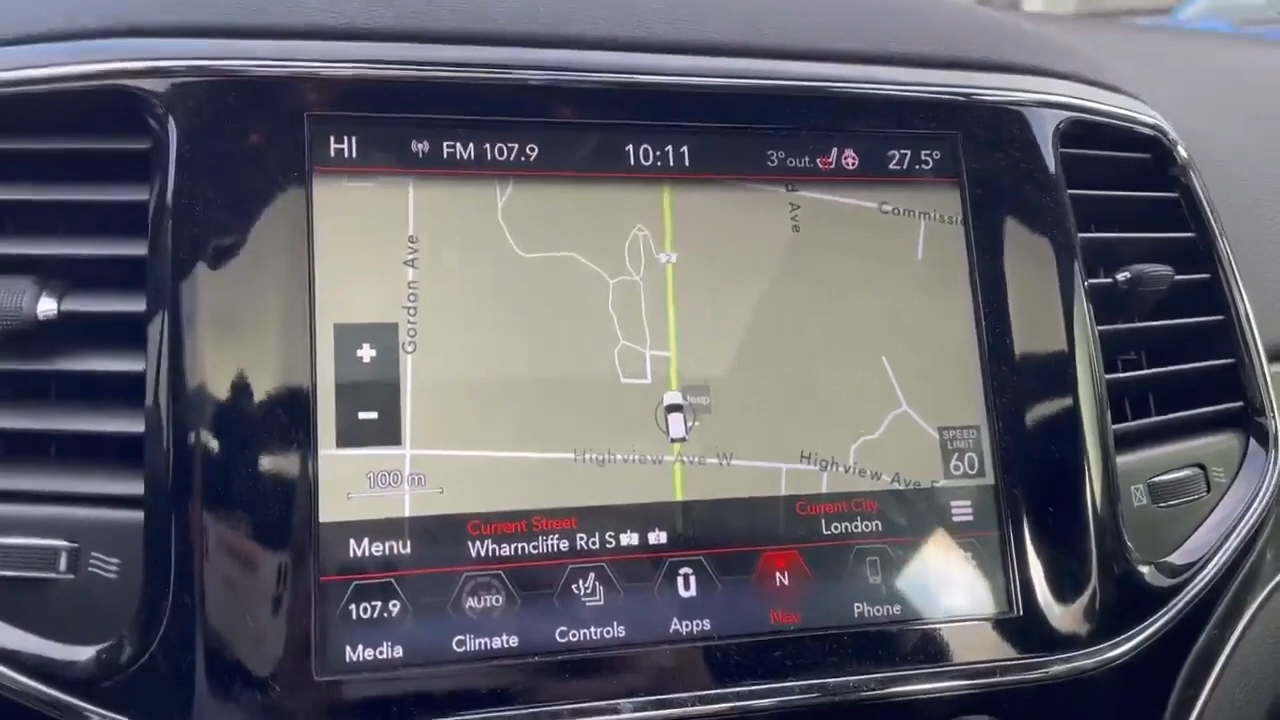 HI FM 107.9 10:11 3° out. 27.5°
d Ave
Commissio
2
Gordon Ave
+
Jeep
-
Highview Ave W
Highview Ave E
SPEED
LIMIT
60
100 m
Current Street
Current City
Menu
Wharncliffe Rd S
London
107.9
AUTO
N
Media
Climate
Controls
Apps
Nav
Phone